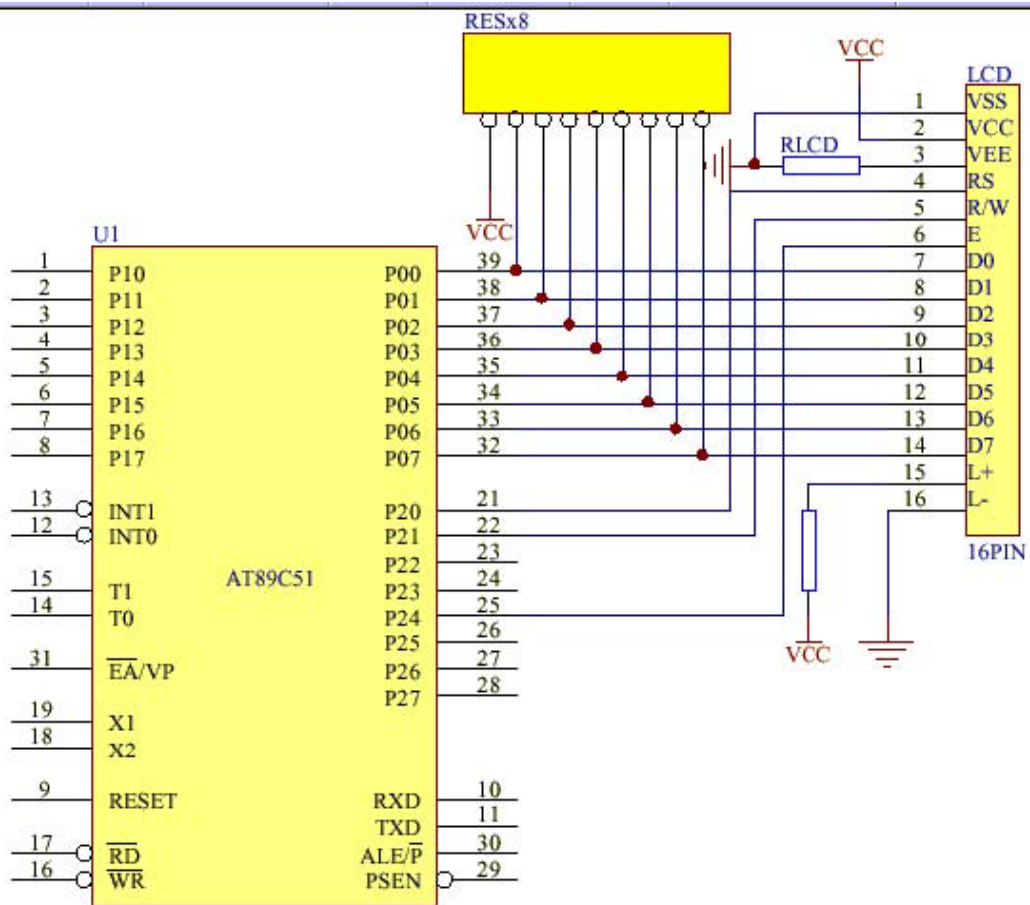 RESx8
VCC
LCD
1 VSS
2 VCC
RLCD
3 VEE
4 RS
5 R/W
6 E
7 D0
8 D1
9 D2
10 D3
11 D4
12 D5
13 D6
14 D7
15 L+
16 L-
16PIN
VCC
VCC
U1
1 P10 P00 39
2 P11 P01 38
3 P12 P02 37
4 P13 P03 36
5 P14 P04 35
6 P15 P05 34
7 P16 P06 33
8 P17 P07 32
13 INT1 P20 21
12 INT0 P21 22
P22 23
AT89C51
15 T1 P23 24
14 T0 P24 25
P25 26
31 EA/VP P26 27
P27 28
19 X1
18 X2
9 RESET RXD 10
TXD 11
17 RD ALE/P 30
16 WR PSEN 29